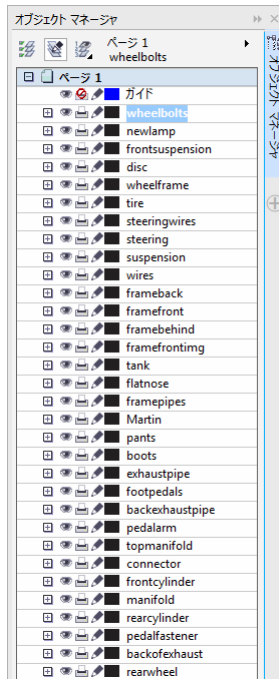 オブジェクト マネージャ
ページ 1
wheelbolts
ページ 1
ガイド
wheelbolts
newlamp
frontsuspension
disc
wheelframe
tire
steeringwires
steering
suspension
wires
frameback
framefront
framebehind
framefrontimg
tank
flatnose
framepipes
Martin
pants
boots
exhaustpipe
footpedals
backexhaustpipe
pedalarm
topmanifold
connector
frontcylinder
manifold
rearcylinder
pedalfastener
backofexhaust
rearwheel
オブジェクト マネージャ